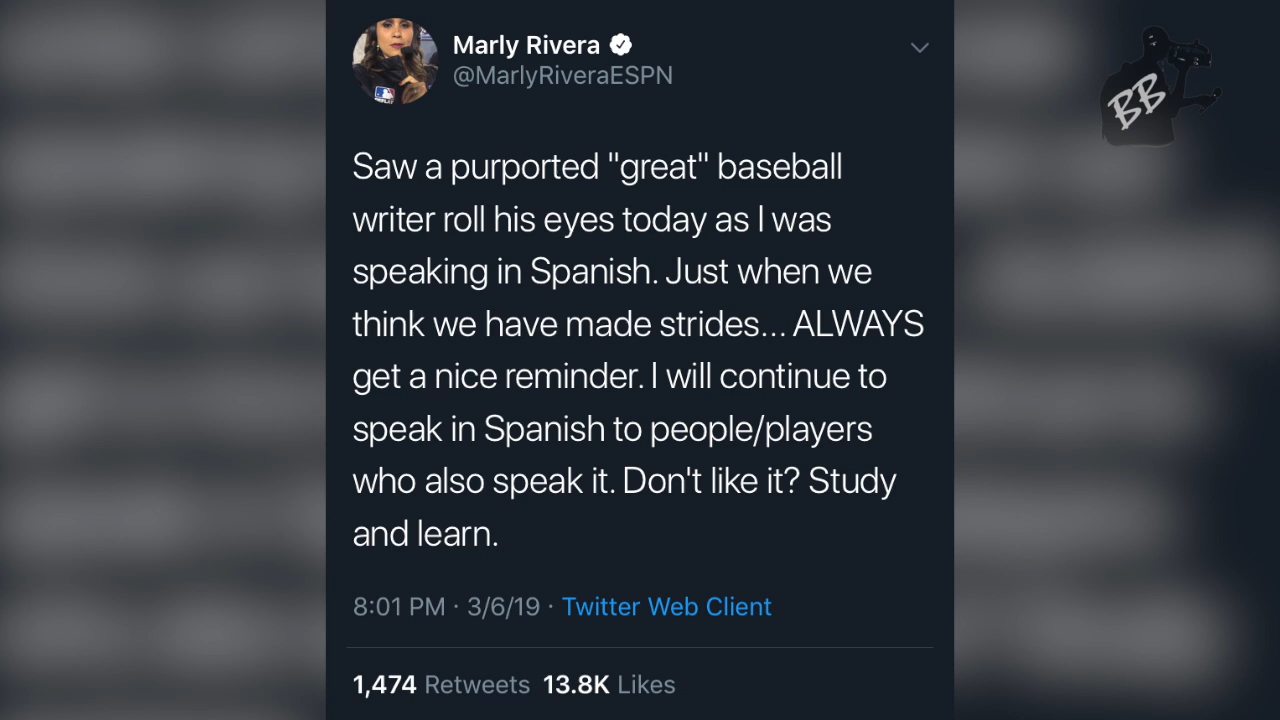 Marly Rivera
@MarlyRiveraESPN
BB
Saw a purported "great" baseball
writer roll his eyes today as I was
speaking in Spanish. Just when we
think we have made strides... ALWAYS
get a nice reminder. I will continue to
speak in Spanish to people/players
who also speak it. Don't like it? Study
and learn.
8:01 PM · 3/6/19 · Twitter Web Client
1,474 Retweets 13.8K Likes